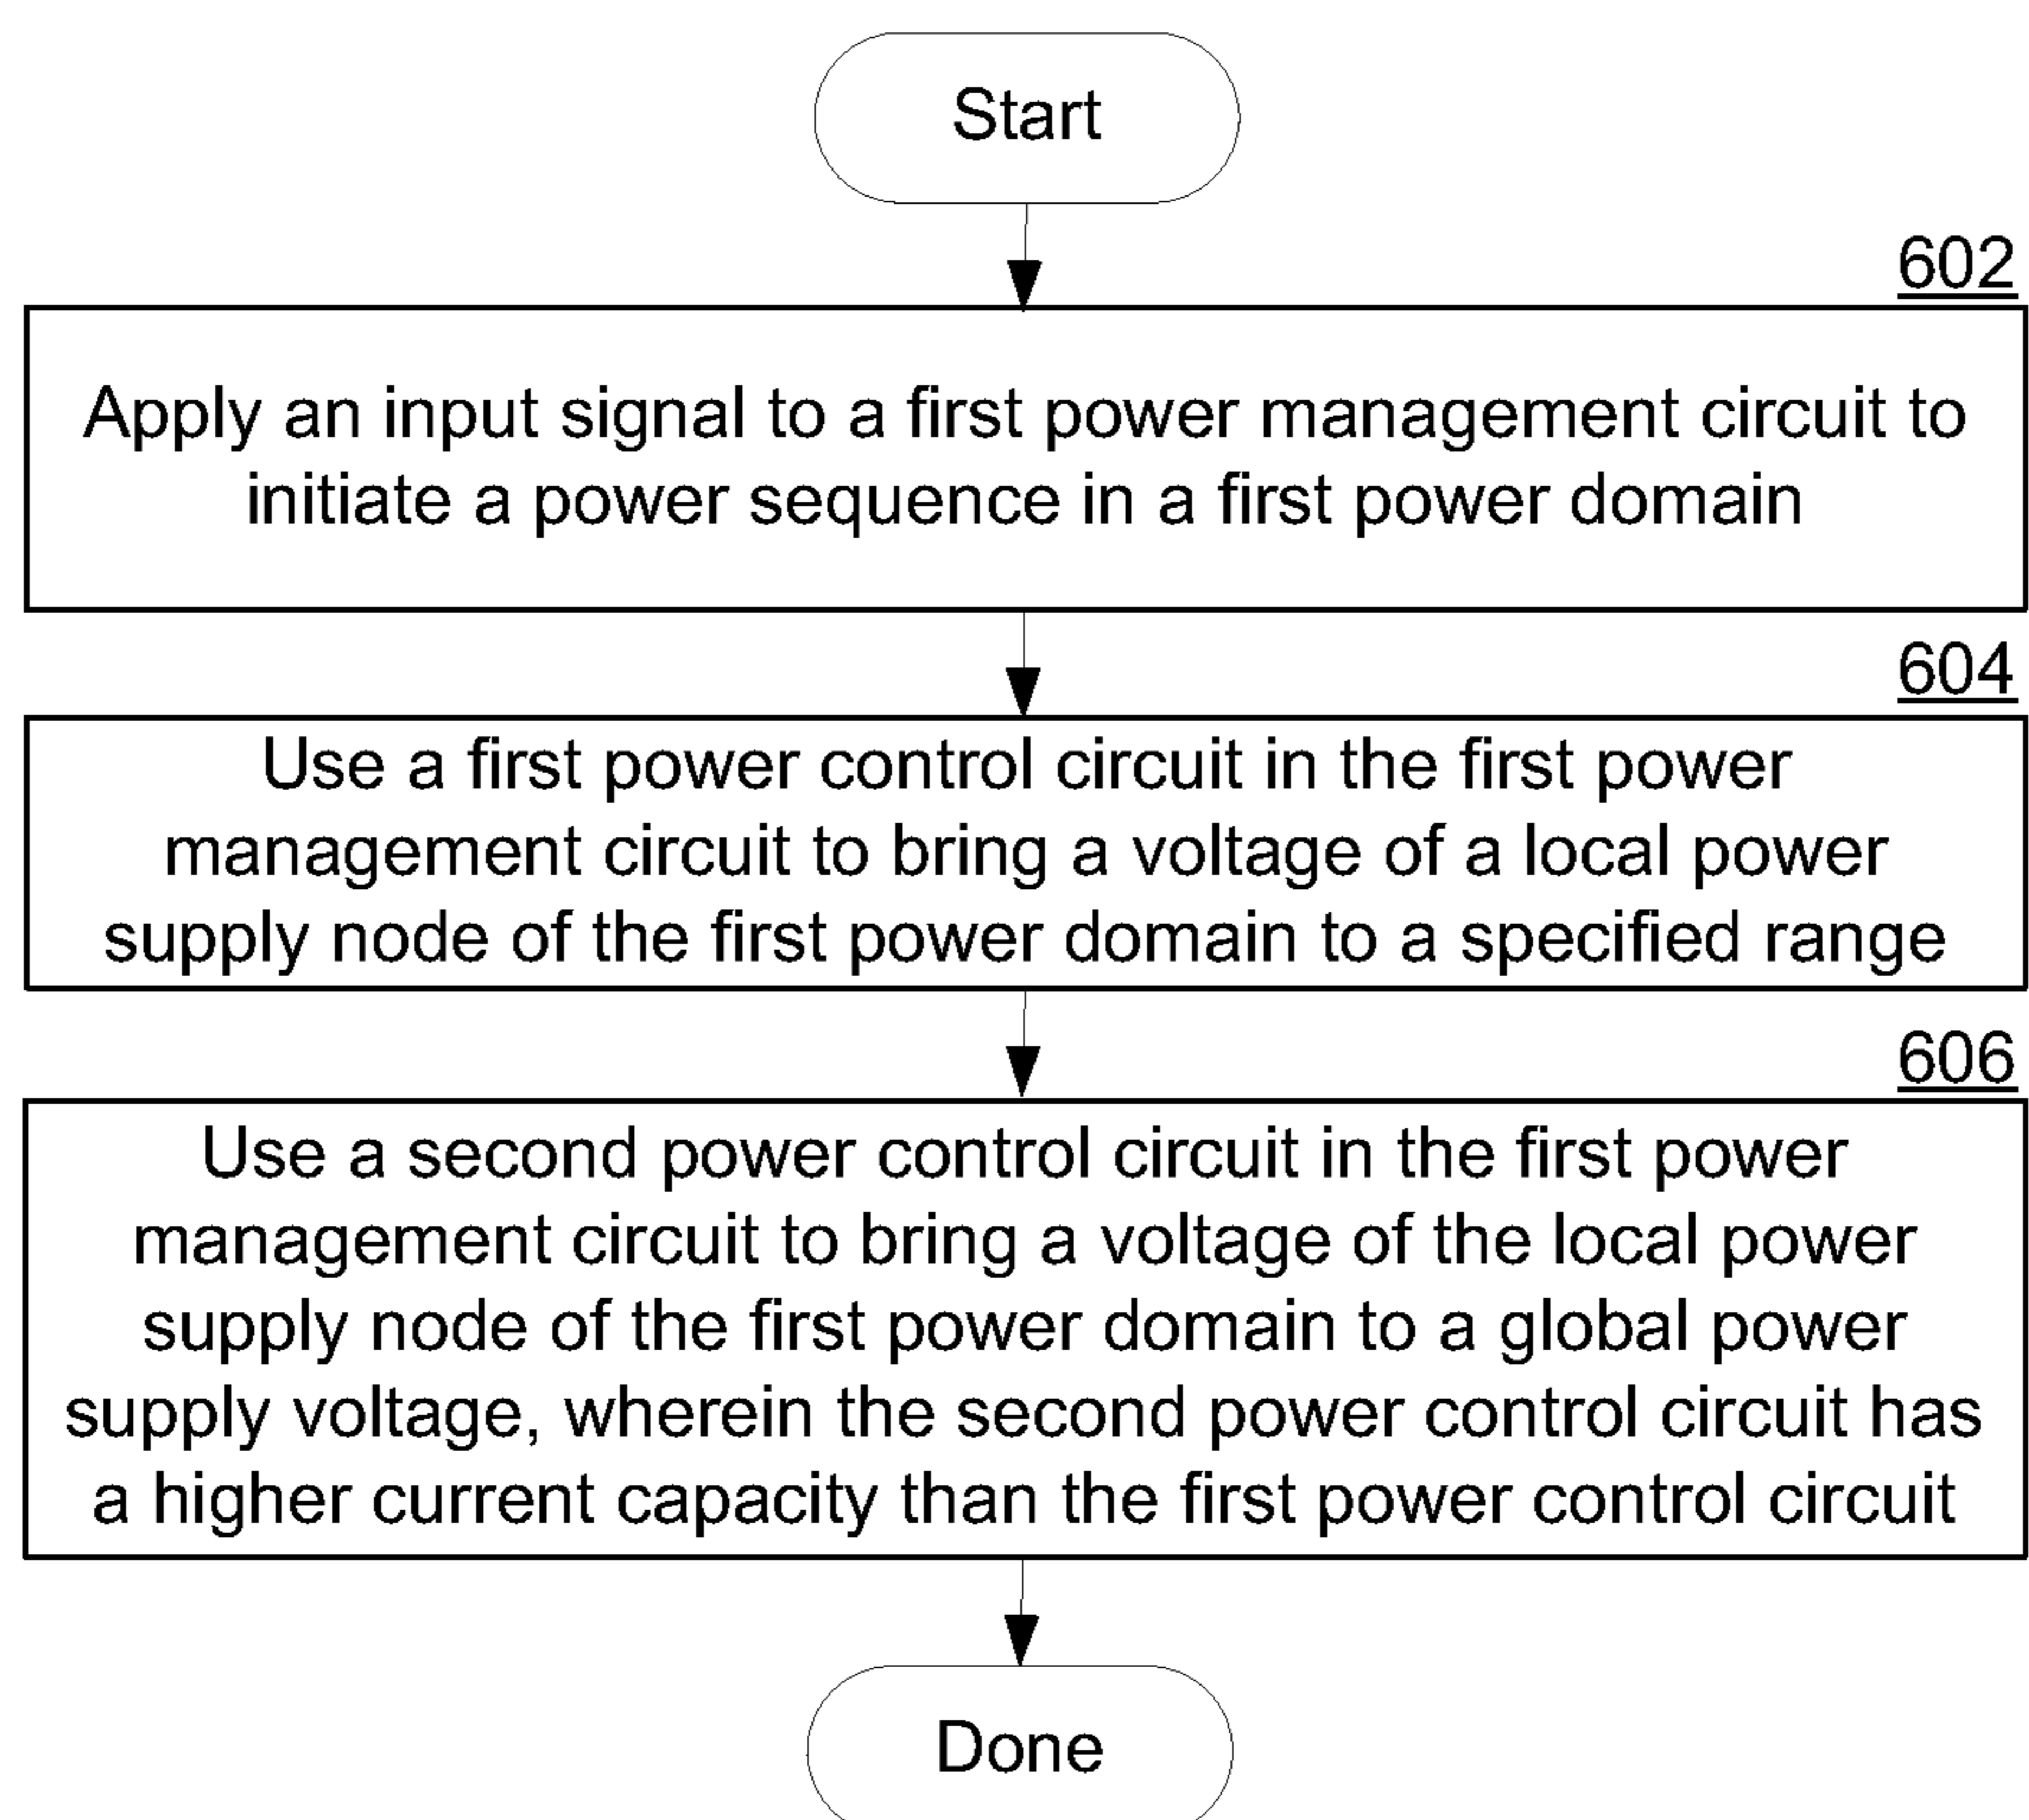 Start
602
Apply an input signal to a first power management circuit to
initiate a power sequence in a first power domain
604
Use a first power control circuit in the first power
management circuit to bring a voltage of a local power
supply node of the first power domain to a specified range
606
Use a second power control circuit in the first power
management circuit to bring a voltage of the local power
supply node of the first power domain to a global power
supply voltage, wherein the second power control circuit has
a higher current capacity than the first power control circuit
Done